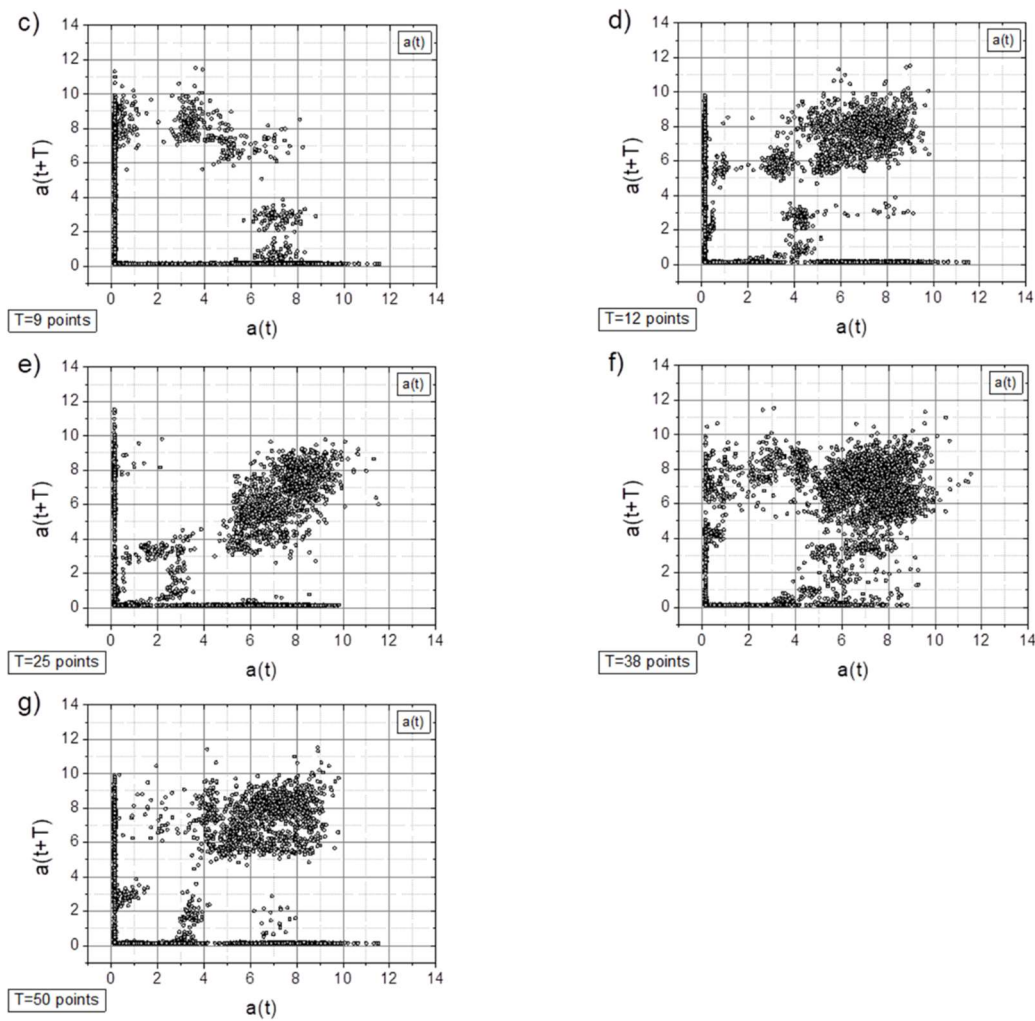 c)
14
12
10
8
6
4
2
0
a(t+T)
a(t)
0 2 4 6 8 10 12 14
T=9 points
a(t)
d)
14
12
10
8
6
4
2
0
a(t+T)
a(t)
0 2 4 6 8 10 12 14
T=12 points
a(t)
e)
14
12
10
8
6
4
2
0
a(t+T)
a(t)
0 2 4 6 8 10 12 14
T=25 points
a(t)
f)
14
12
10
8
6
4
2
0
a(t+T)
a(t)
0 2 4 6 8 10 12 14
T=38 points
a(t)
g)
14
12
10
8
6
4
2
0
a(t+T)
a(t)
0 2 4 6 8 10 12 14
T=50 points
a(t)